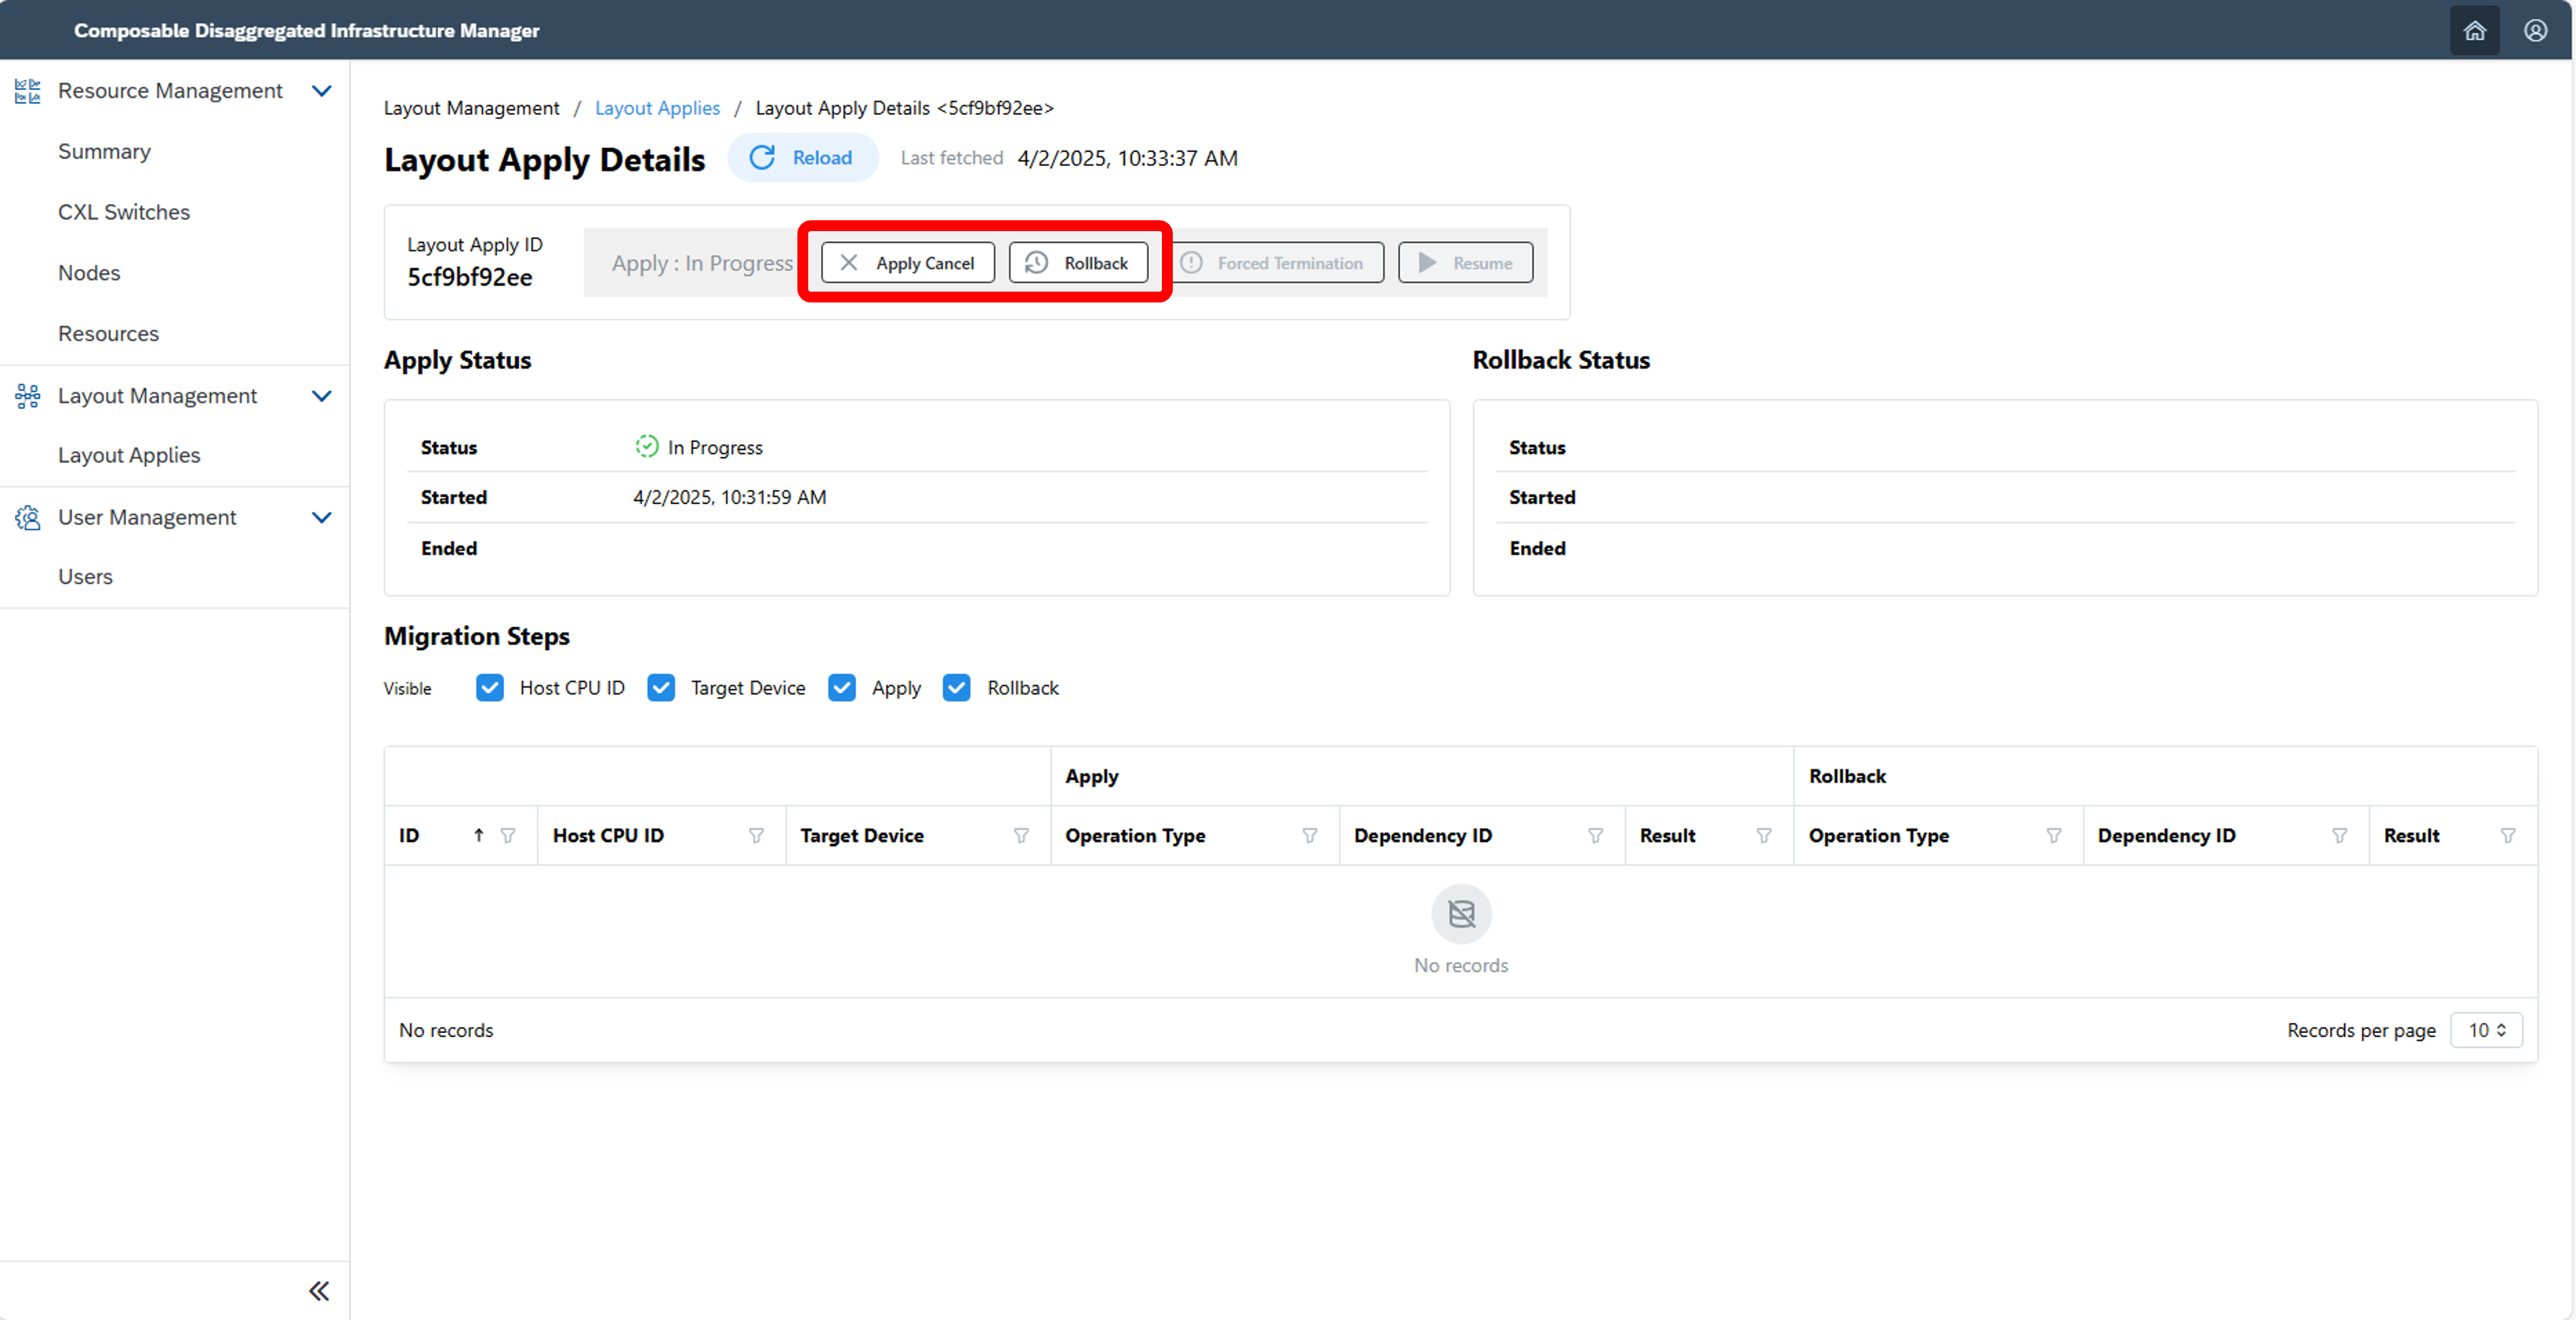 Composable Disaggregated Infrastructure Manager
Resource Management
Summary
CXL Switches
Nodes
Resources
Layout Management
Layout Applies
User Management
Users
Layout Management / Layout Applies / Layout Apply Details <5cf9bf92ee>
Layout Apply Details Reload Last fetched 4/2/2025, 10:33:37 AM
Layout Apply ID
5cf9bf92ee
Apply : In Progress Apply Cancel Rollback Forced Termination Resume
Apply Status
Status In Progress
Started 4/2/2025, 10:31:59 AM
Ended
Rollback Status
Status
Started
Ended
Migration Steps
Visible Host CPU ID Target Device Apply Rollback
Apply Rollback
ID Host CPU ID Target Device Operation Type Dependency ID Result Operation Type Dependency ID Result
No records
No records Records per page 10